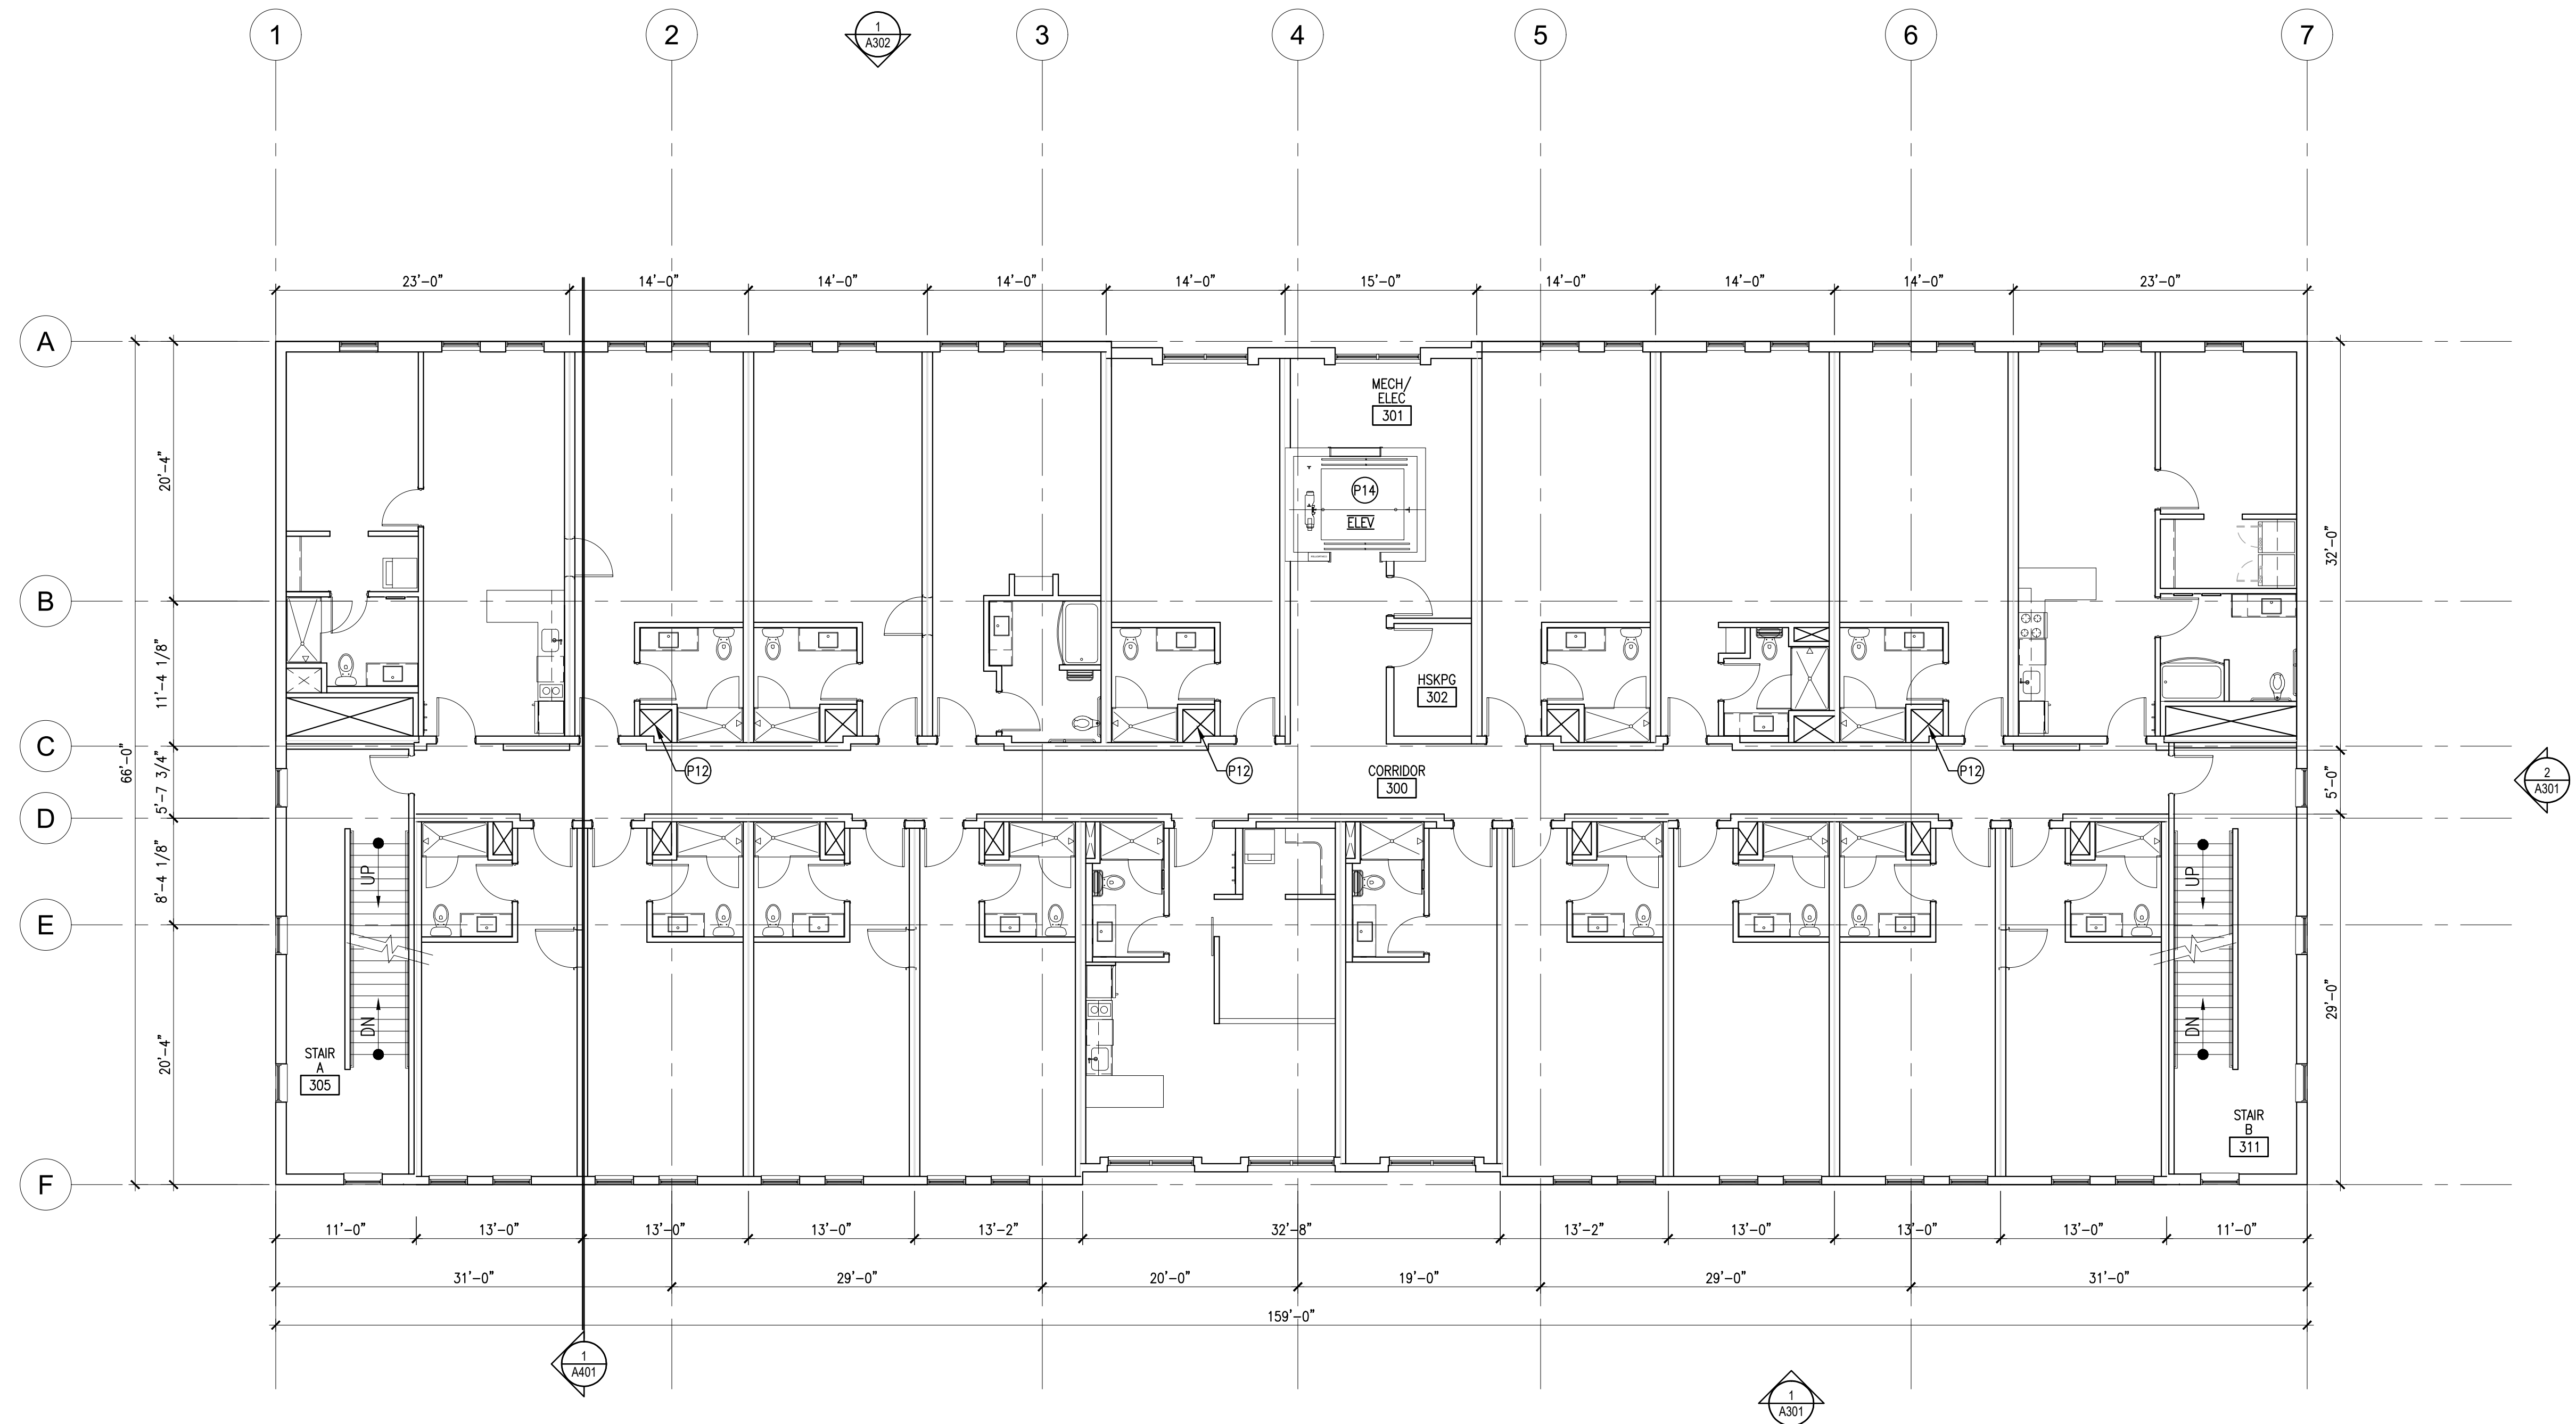 1
2
3
4
5
6
7
1
A302
23'-0"
14'-0"
14'-0"
14'-0"
14'-0"
15'-0"
14'-0"
14'-0"
14'-0"
23'-0"
A
B
C
D
E
F
66'-0"
20'-4"
11'-4 1/8"
5'-7 3/4"
8'-4 1/8"
20'-4"
MECH/
ELEC
301
P14
ELEV
HSKPG
302
P12
P12
P12
CORRIDOR
300
32'-0"
5'-0"
29'-0"
2
A301
UP
DN
STAIR
A
305
UP
DN
STAIR
B
311
11'-0"
13'-0"
13'-0"
13'-0"
13'-2"
32'-8"
13'-2"
13'-0"
13'-0"
13'-0"
11'-0"
31'-0"
29'-0"
20'-0"
19'-0"
29'-0"
31'-0"
159'-0"
1
A401
1
A301